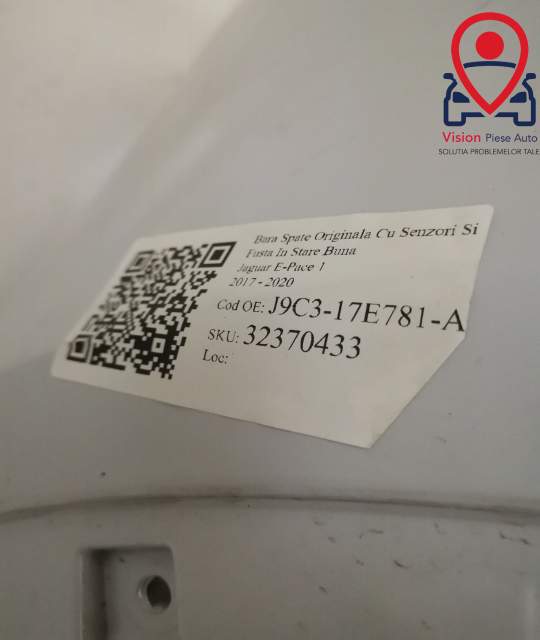 Vision Piese Auto
SOLUTIA PROBLEMELOR TALE
Bara Spate Originala Cu Senzori Si
Fusta In Stare Buna
Jaguar E-Pace 1
2017 - 2020
Cod OE: J9C3-17E781-A
SKU: 32370433
Loc: